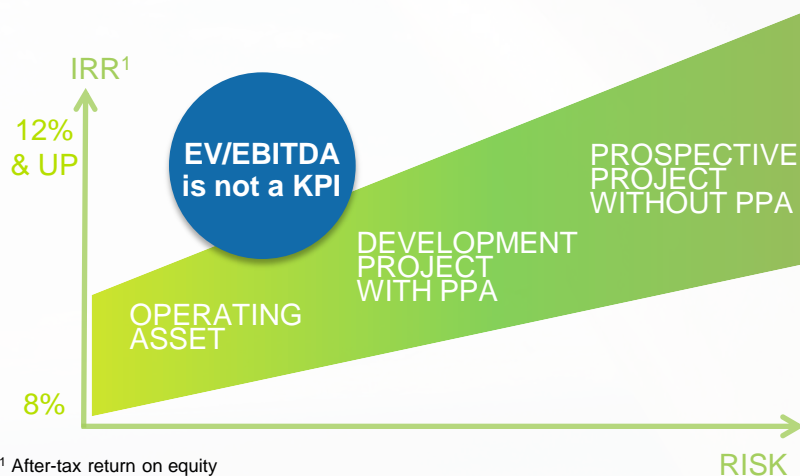 IRR¹
12%
& UP
EV/EBITDA
is not a KPI
PROSPECTIVE
PROJECT
WITHOUT PPA
DEVELOPMENT
PROJECT
WITH PPA
OPERATING
ASSET
8%
¹ After-tax return on equity
RISK